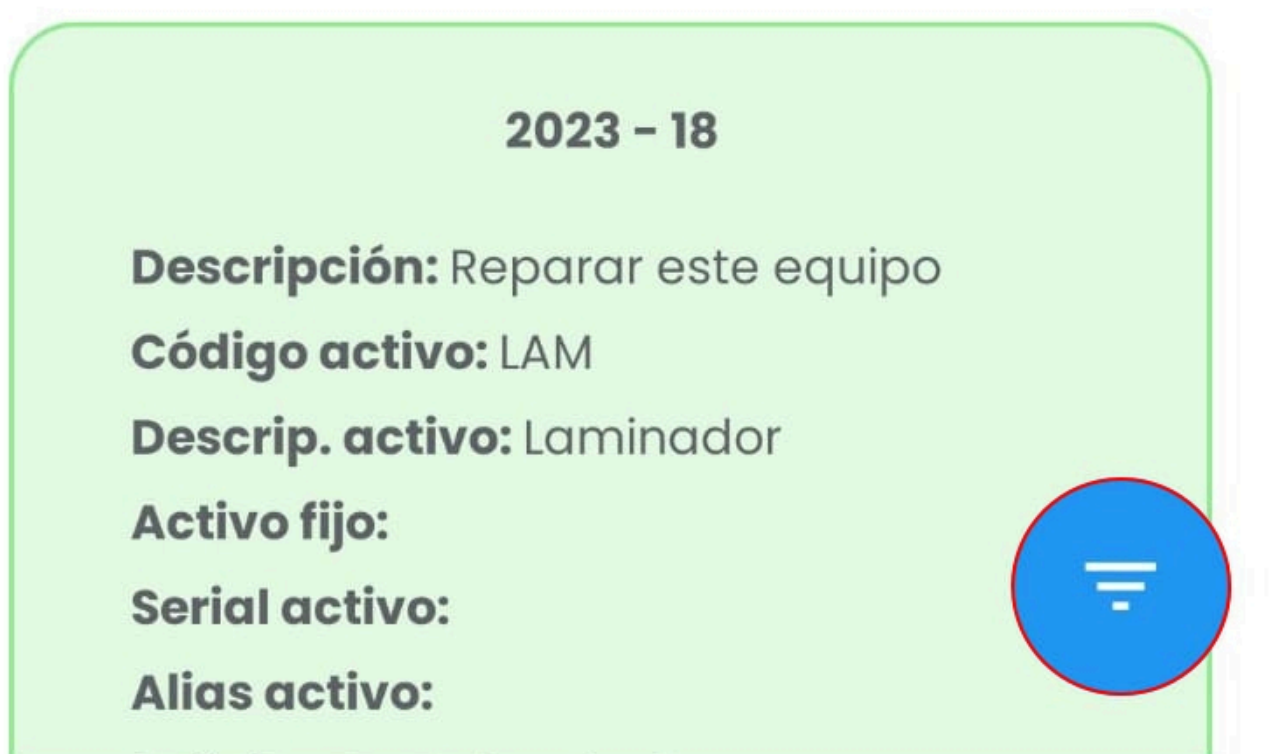 2023 - 18
Descripción: Reparar este equipo
Código activo: LAM
Descrip. activo: Laminador
Activo fijo:
Serial activo:
Alias activo: